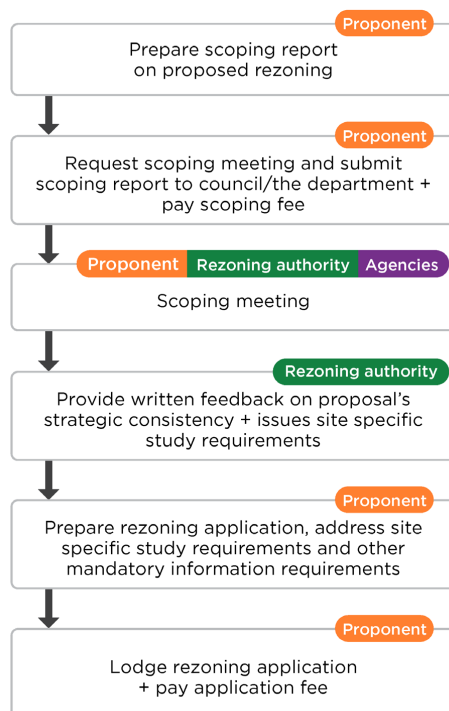 Proponent
Prepare scoping report
on proposed rezoning
Proponent
Request scoping meeting and submit
scoping report to council/the department +
pay scoping fee
Proponent Rezoning authority Agencies
Scoping meeting
Rezoning authority
Provide written feedback on proposal's
strategic consistency + issues site specific
study requirements
Proponent
Prepare rezoning application, address site
specific study requirements and other
mandatory information requirements
Proponent
Lodge rezoning application
+ pay application fee